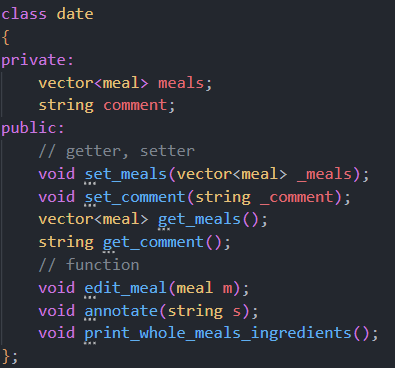 class date
{
private:
    vector<meal> meals;
    string comment;
public:
    // getter, setter
    void set_meals(vector<meal> _meals);
    void set_comment(string _comment);
    vector<meal> get_meals();
    string get_comment();
    // function
    void edit_meal(meal m);
    void annotate(string s);
    void print_whole_meals_ingredients();
};